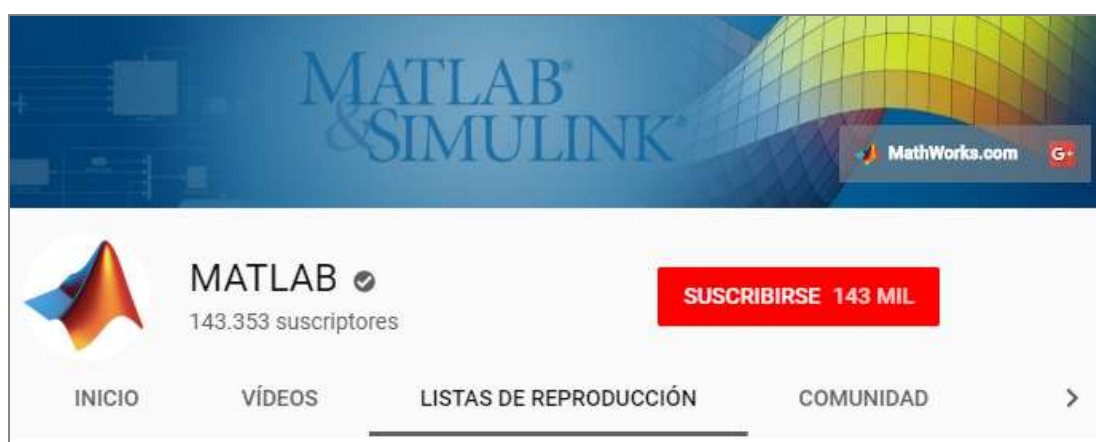 MATLAB®
&SIMULINK®
MathWorks.com G+
MATLAB
143.353 suscriptores
SUSCRIBIRSE 143 MIL
INICIO VÍDEOS LISTAS DE REPRODUCCIÓN COMUNIDAD